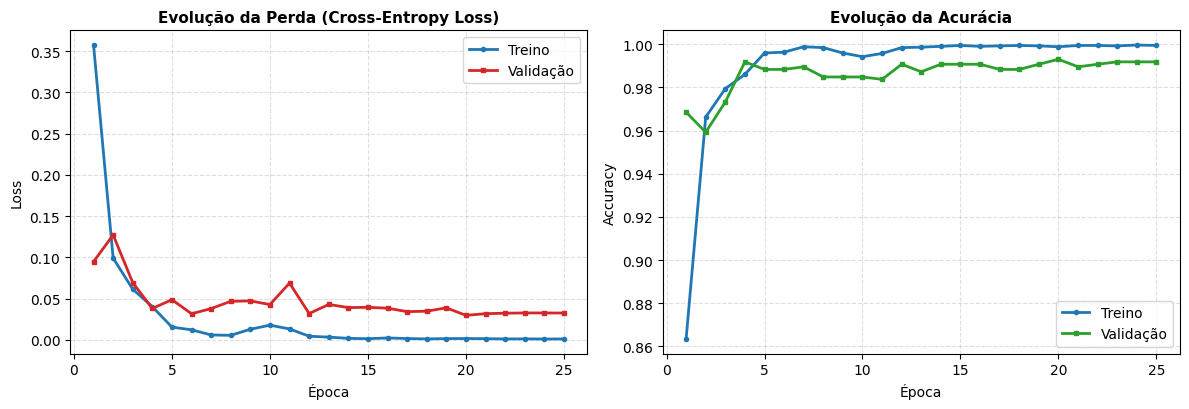 Evolução da Perda (Cross-Entropy Loss)
0.35
0.30
0.25
0.20
0.15
0.10
0.05
0.00
Loss
Treino
Validação
0
5
10
15
20
25
Época
Evolução da Acurácia
1.00
0.98
0.96
0.94
0.92
0.90
0.88
0.86
Accuracy
Treino
Validação
0
5
10
15
20
25
Época